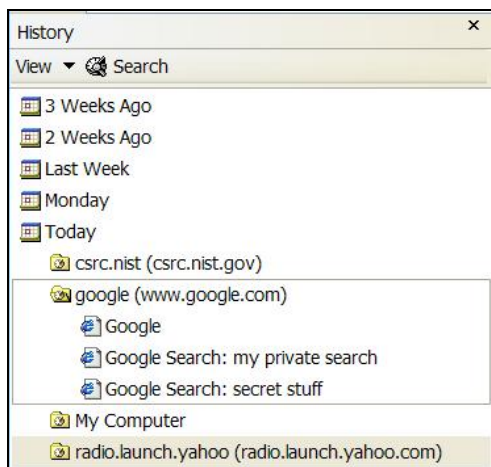 History
View Search
3 Weeks Ago
2 Weeks Ago
Last Week
Monday
Today
csrc.nist (csrc.nist.gov)
google (www.google.com)
Google
Google Search: my private search
Google Search: secret stuff
My Computer
radio.launch.yahoo (radio.launch.yahoo.com)